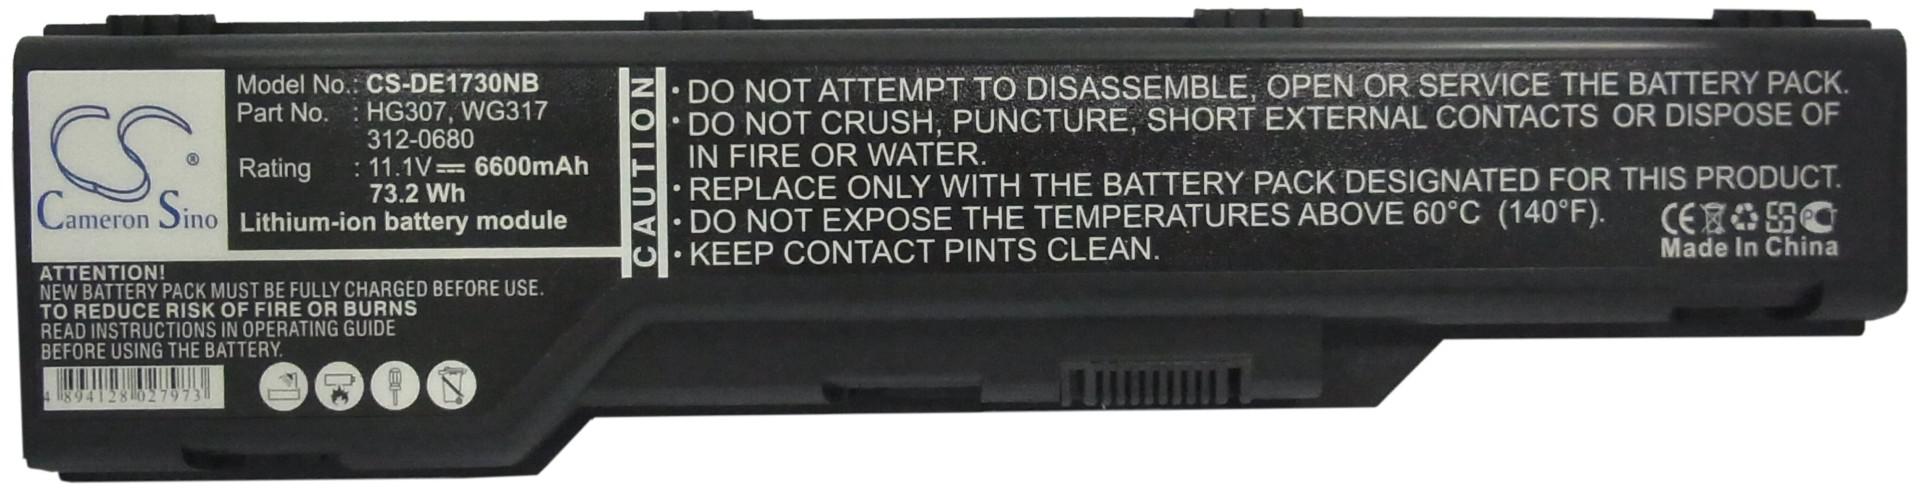 CS
®
Cameron Sino
Model No.: CS-DE1730NB
Part No. : HG307, WG317
312-0680
Rating : 11.1V 6600mAh
73.2 Wh
Lithium-ion battery module
ATTENTION!
NEW BATTERY PACK MUST BE FULLY CHARGED BEFORE USE.
TO REDUCE RISK OF FIRE OR BURNS
READ INSTRUCTIONS IN OPERATING GUIDE
BEFORE USING THE BATTERY.
4 894128 027973
CAUTION
• DO NOT ATTEMPT TO DISASSEMBLE, OPEN OR SERVICE THE BATTERY PACK.
• DO NOT CRUSH, PUNCTURE, SHORT EXTERNAL CONTACTS OR DISPOSE OF
IN FIRE OR WATER.
• REPLACE ONLY WITH THE BATTERY PACK DESIGNATED FOR THIS PRODUCT.
• DO NOT EXPOSE THE TEMPERATURES ABOVE 60°C (140°F).
• KEEP CONTACT PINTS CLEAN.
CE PCT
Made In China